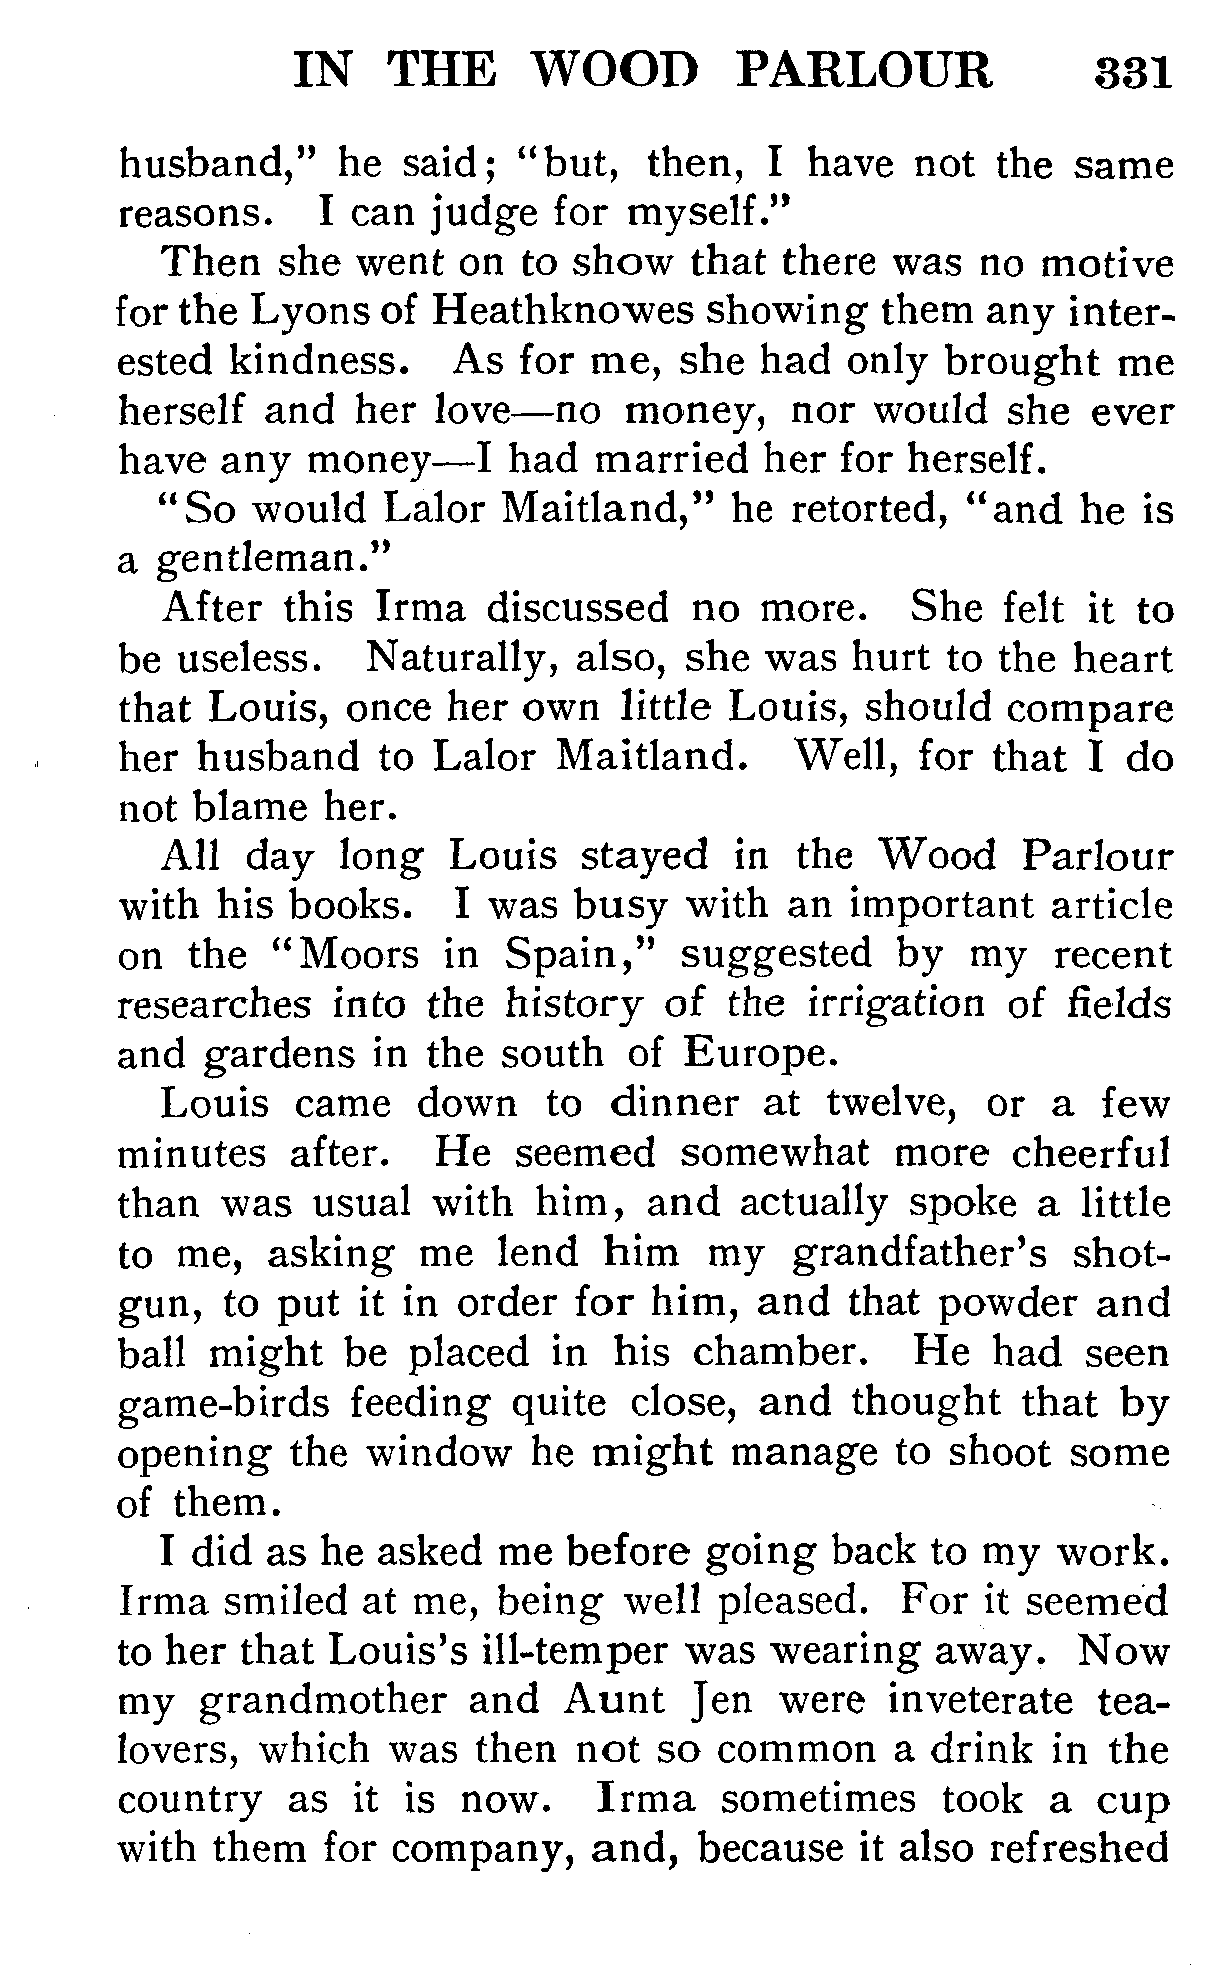 IN THE WOOD PARLOUR 331
husband," he said; "but, then, I have not the same
reasons. I can judge for myself."
Then she went on to show that there was no motive
for the Lyons of Heathknowes showing them any inter-
ested kindness. As for me, she had only brought me
herself and her love—no money, nor would she ever
have any money—I had married her for herself.
"So would Lalor Maitland," he retorted, "and he is
a gentleman."
After this Irma discussed no more. She felt it to
be useless. Naturally, also, she was hurt to the heart
that Louis, once her own little Louis, should compare
her husband to Lalor Maitland. Well, for that I do
not blame her.
All day long Louis stayed in the Wood Parlour
with his books. I was busy with an important article
on the "Moors in Spain," suggested by my recent
researches into the history of the irrigation of fields
and gardens in the south of Europe.
Louis came down to dinner at twelve, or a few
minutes after. He seemed somewhat more cheerful
than was usual with him, and actually spoke a little
to me, asking me lend him my grandfather's shot-
gun, to put it in order for him, and that powder and
ball might be placed in his chamber. He had seen
game-birds feeding quite close, and thought that by
opening the window he might manage to shoot some
of them.
I did as he asked me before going back to my work.
Irma smiled at me, being well pleased. For it seemed
to her that Louis's ill-temper was wearing away. Now
my grandmother and Aunt Jen were inveterate tea-
lovers, which was then not so common a drink in the
country as it is now. Irma sometimes took a cup
with them for company, and, because it also refreshed